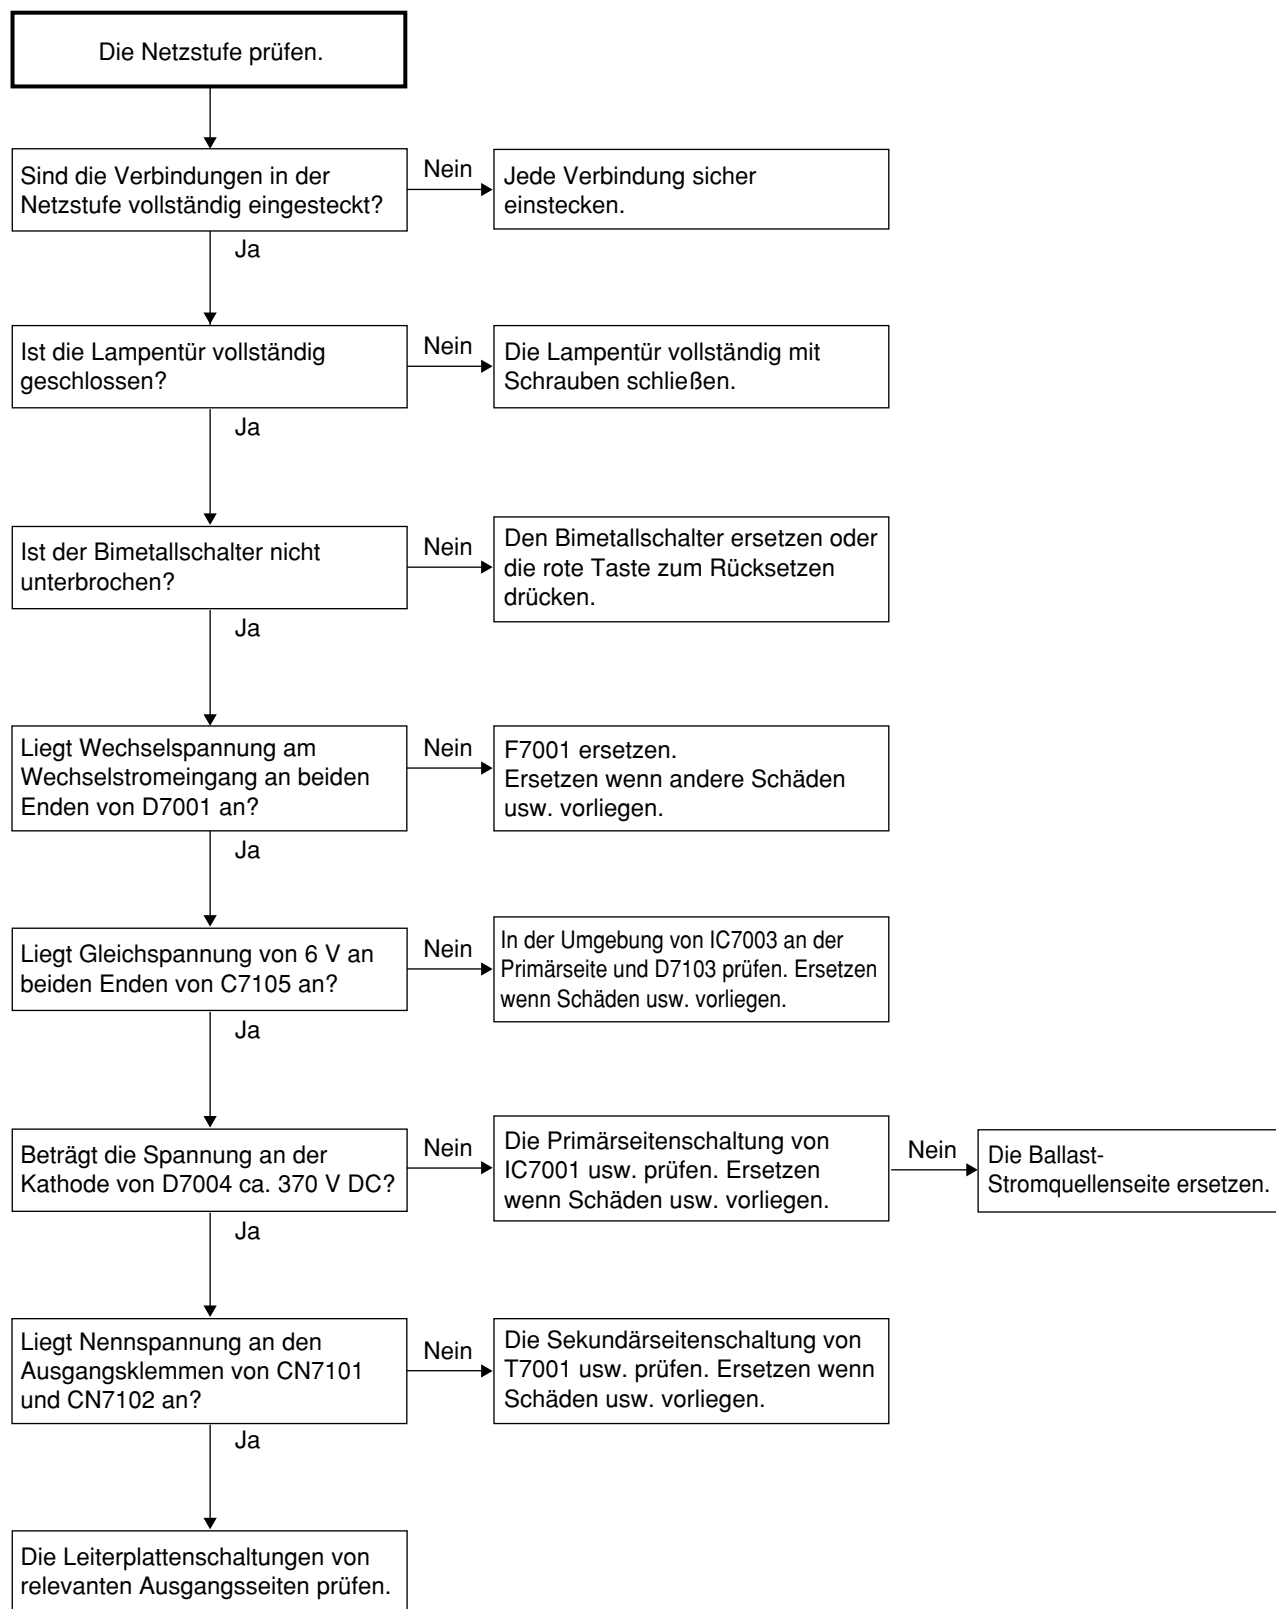 Die Netzstufe prüfen.
Sind die Verbindungen in der
Netzstufe vollständig eingesteckt?
Nein
Jede Verbindung sicher
einstecken.
Ja
Ist die Lampentür vollständig
geschlossen?
Nein
Die Lampentür vollständig mit
Schrauben schließen.
Ja
Ist der Bimetallschalter nicht
unterbrochen?
Nein
Den Bimetallschalter ersetzen oder
die rote Taste zum Rücksetzen
drücken.
Ja
Liegt Wechselspannung am
Wechselstromeingang an beiden
Enden von D7001 an?
Nein
F7001 ersetzen.
Ersetzen wenn andere Schäden
usw. vorliegen.
Ja
Liegt Gleichspannung von 6 V an
beiden Enden von C7105 an?
Nein
In der Umgebung von IC7003 an der
Primärseite und D7103 prüfen. Ersetzen
wenn Schäden usw. vorliegen.
Ja
Beträgt die Spannung an der
Kathode von D7004 ca. 370 V DC?
Nein
Die Primärseitenschaltung von
IC7001 usw. prüfen. Ersetzen
wenn Schäden usw. vorliegen.
Nein
Die Ballast-
Stromquellenseite ersetzen.
Ja
Liegt Nennspannung an den
Ausgangsklemmen von CN7101
und CN7102 an?
Nein
Die Sekundärseitenschaltung von
T7001 usw. prüfen. Ersetzen wenn
Schäden usw. vorliegen.
Ja
Die Leiterplattenschaltungen von
relevanten Ausgangsseiten prüfen.